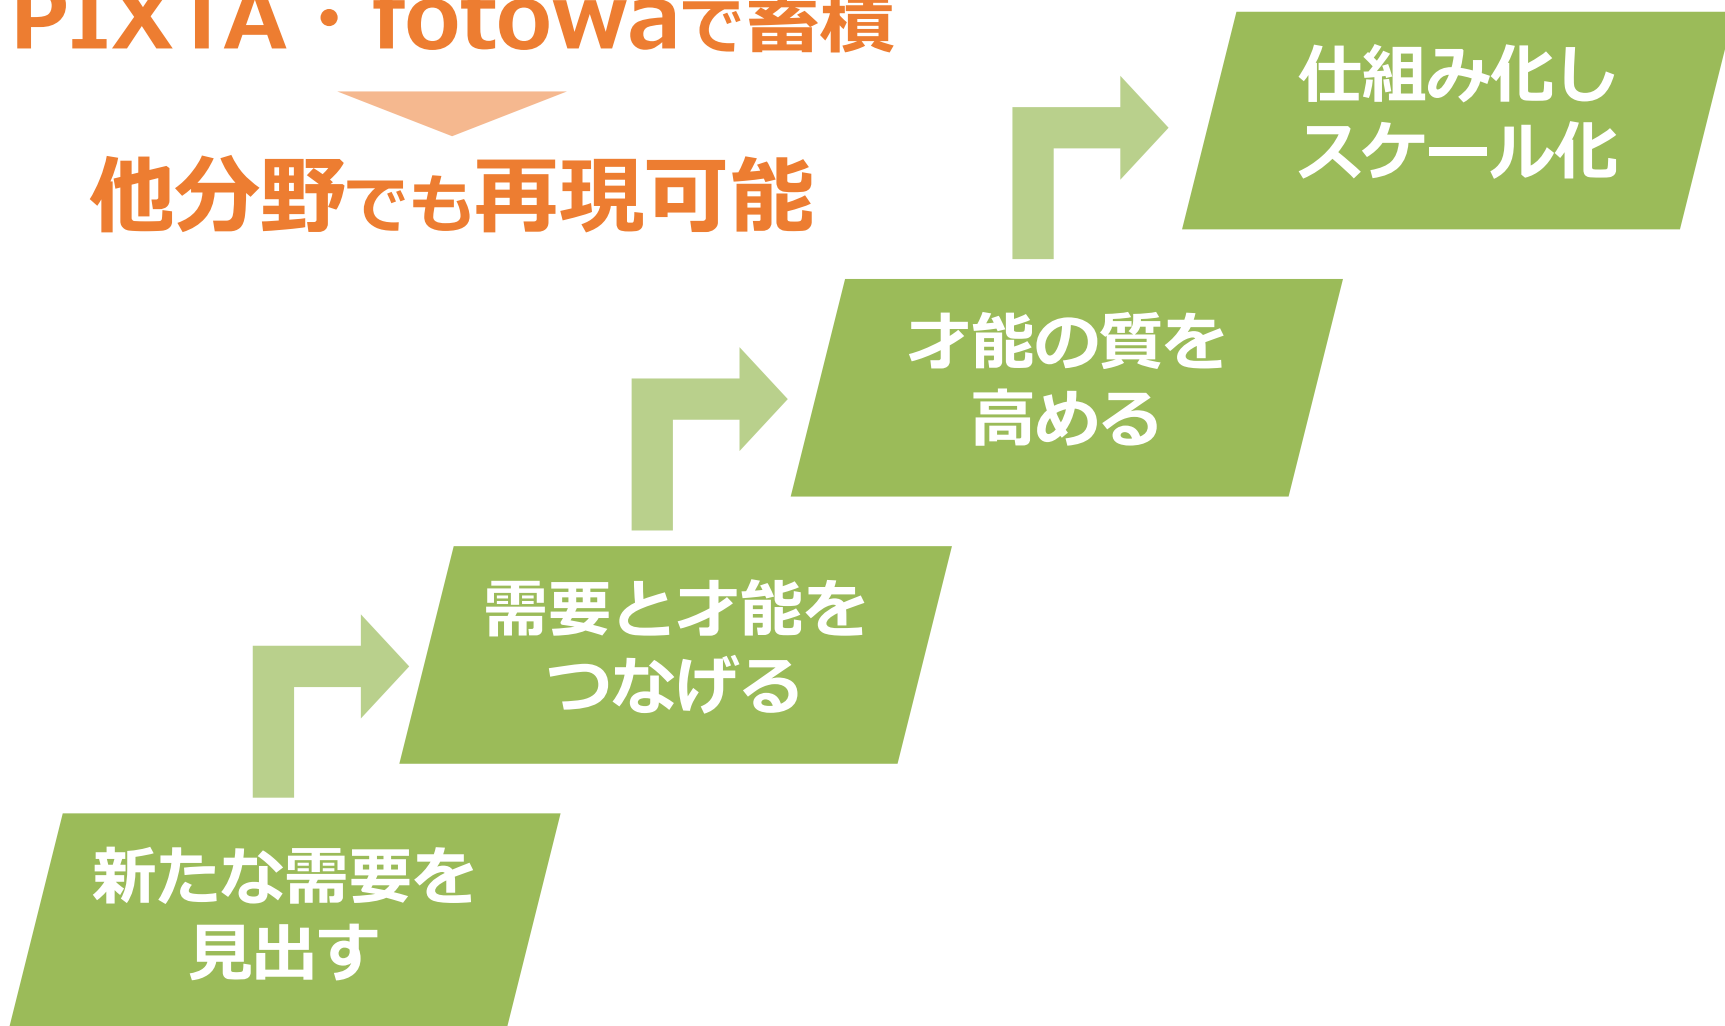 PIXTA・fotowaで蓄積
他分野でも再現可能
仕組み化し
スケール化
才能の質を
高める
需要と才能を
つなげる
新たな需要を
見出す